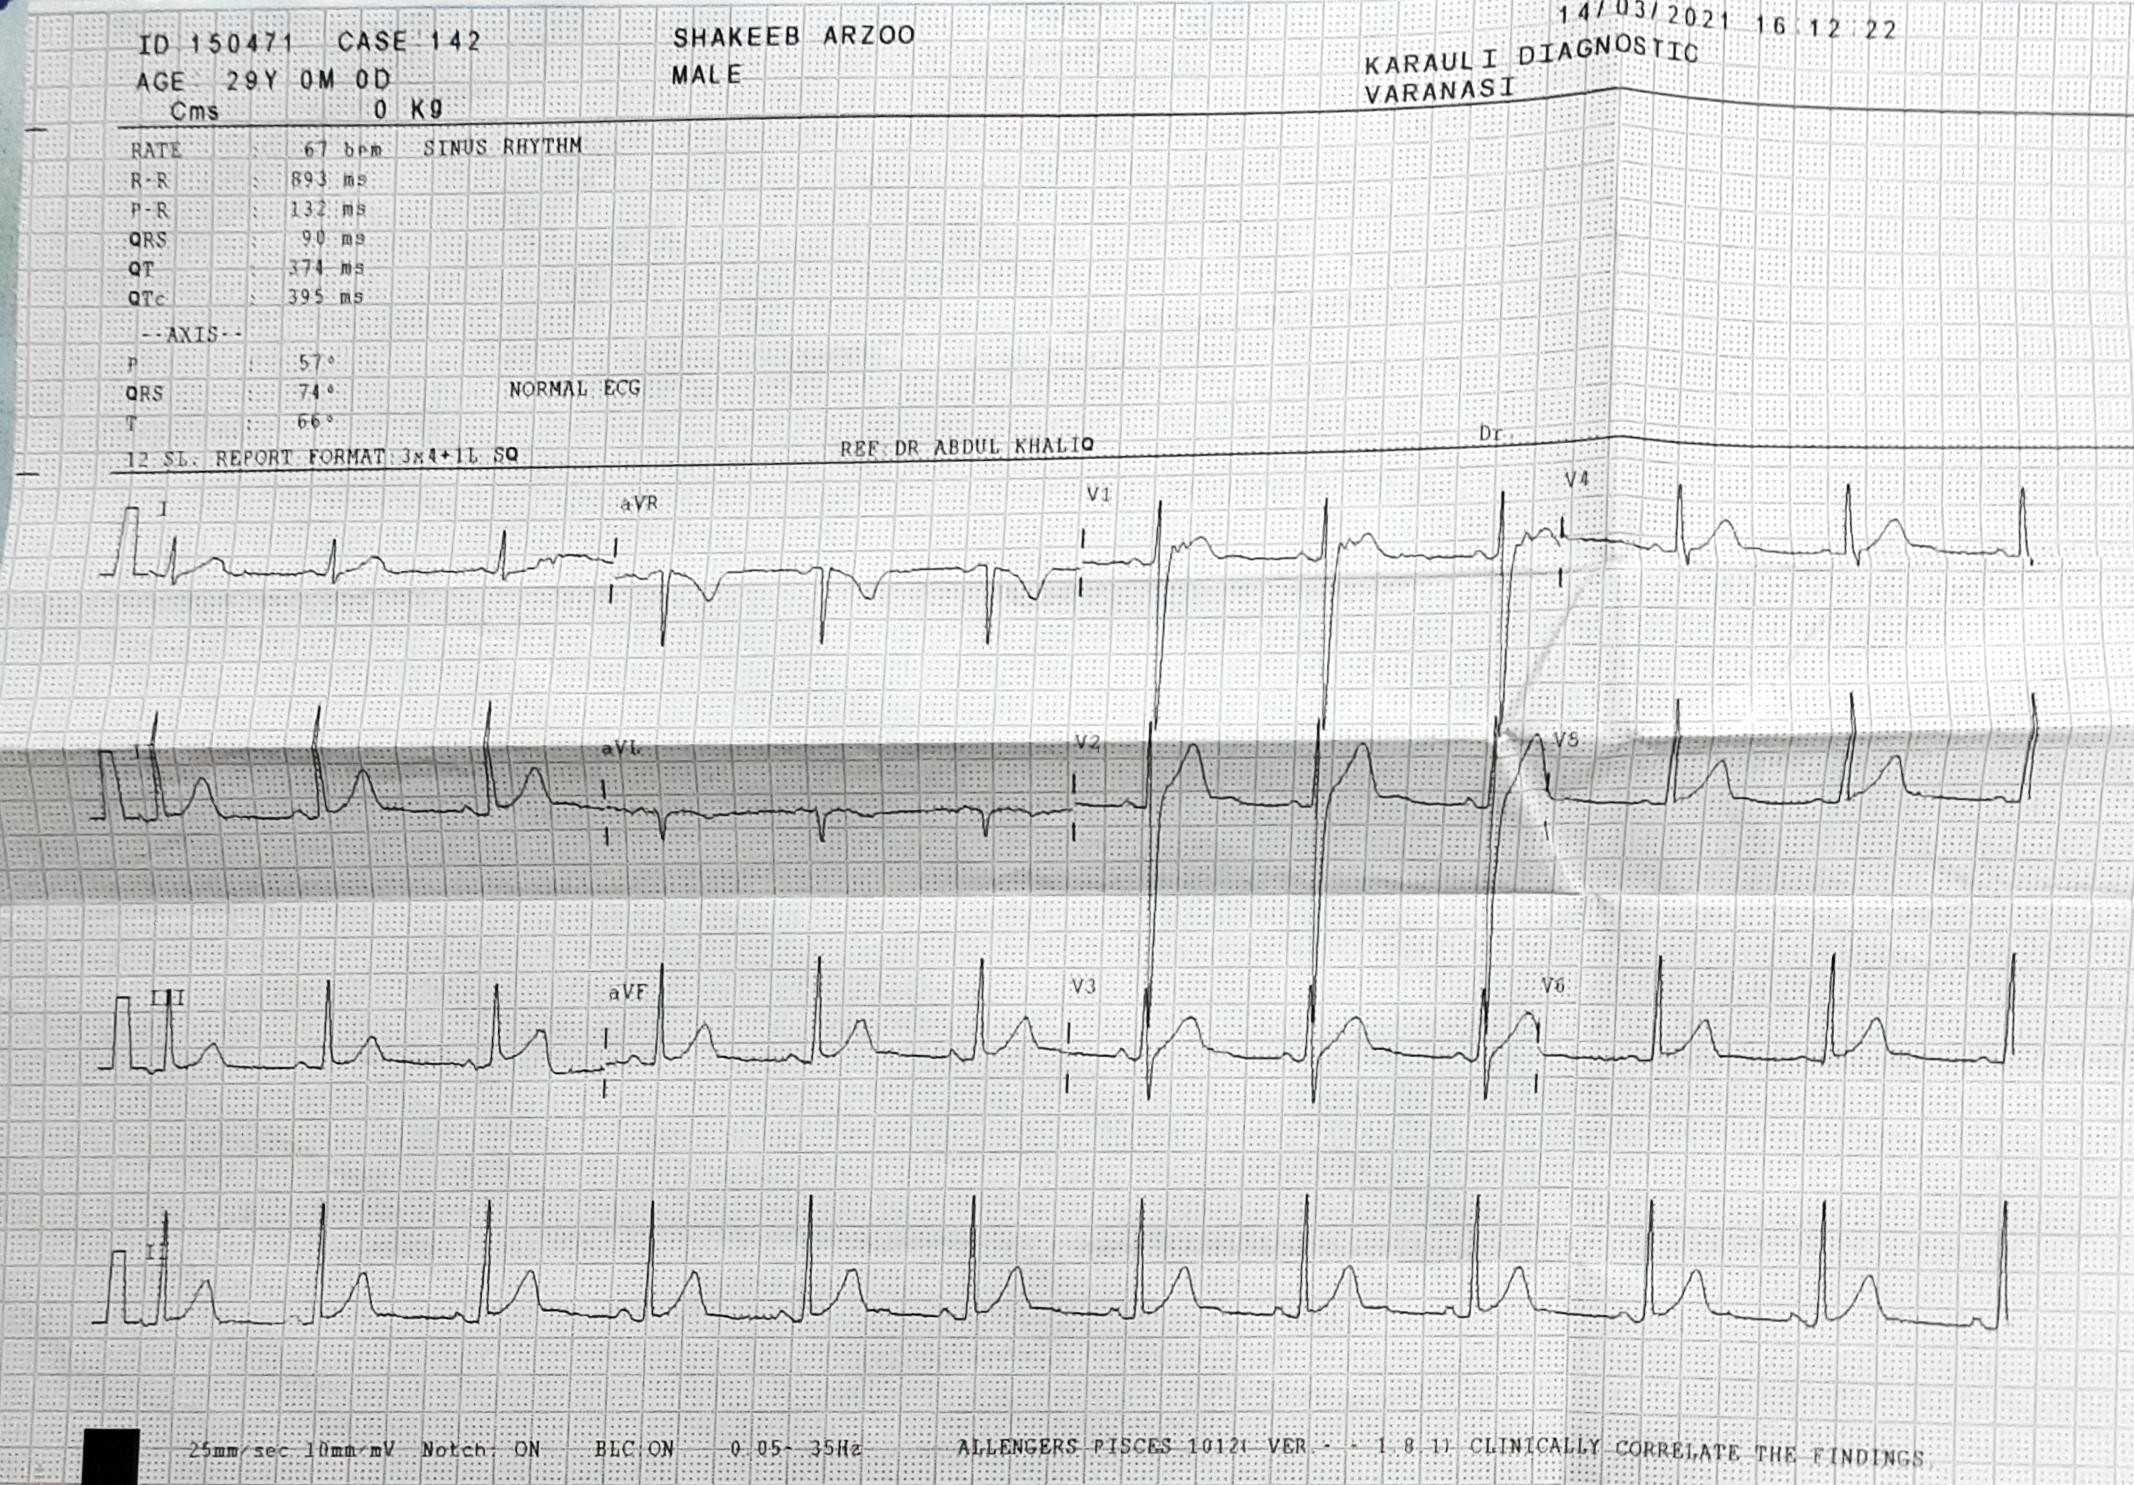 14/03/2021 16:12:22
ID 150471 CASE 142 SHAKEEB ARZOO KARAULI DIAGNOSTIC
AGE 29Y 0M 0D MALE VARANASI
Cms 0 Kg
RATE : 67 bpm SINUS RHYTHM
R-R : 893 ms
P-R : 132 ms
QRS : 90 ms
QT : 374 ms
QTc : 395 ms
--AXIS--
P : 57°
QRS : 74° NORMAL ECG
T : 66°
Dr.
12 SL. REPORT FORMAT 3x4+1L SQ REF: DR ABDUL KHALIQ
I aVR V1 V4
aVL V2 V5
III aVF V3 V6
25mm/sec 10mm/mV Notch: ON BLC:ON 0.05- 35Hz ALLENGERS PISCES 1012( VER - - 1.8.1) CLINICALLY CORRELATE THE FINDINGS.